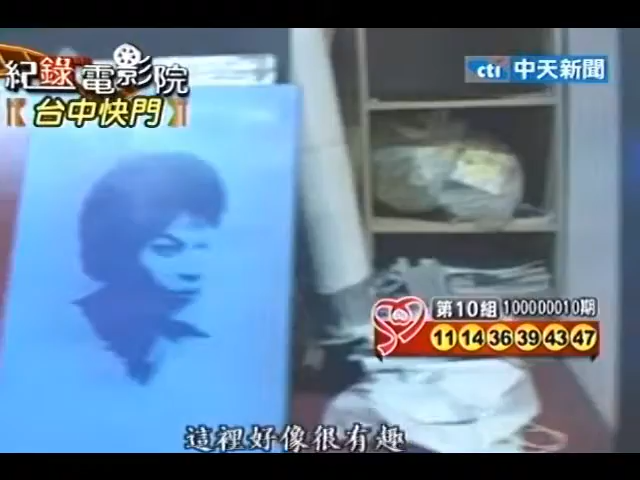 紀錄電影院
台中快門
cti 中天新聞
第10組 100000010期
11 14 36 39 43 47
這裡好像很有趣